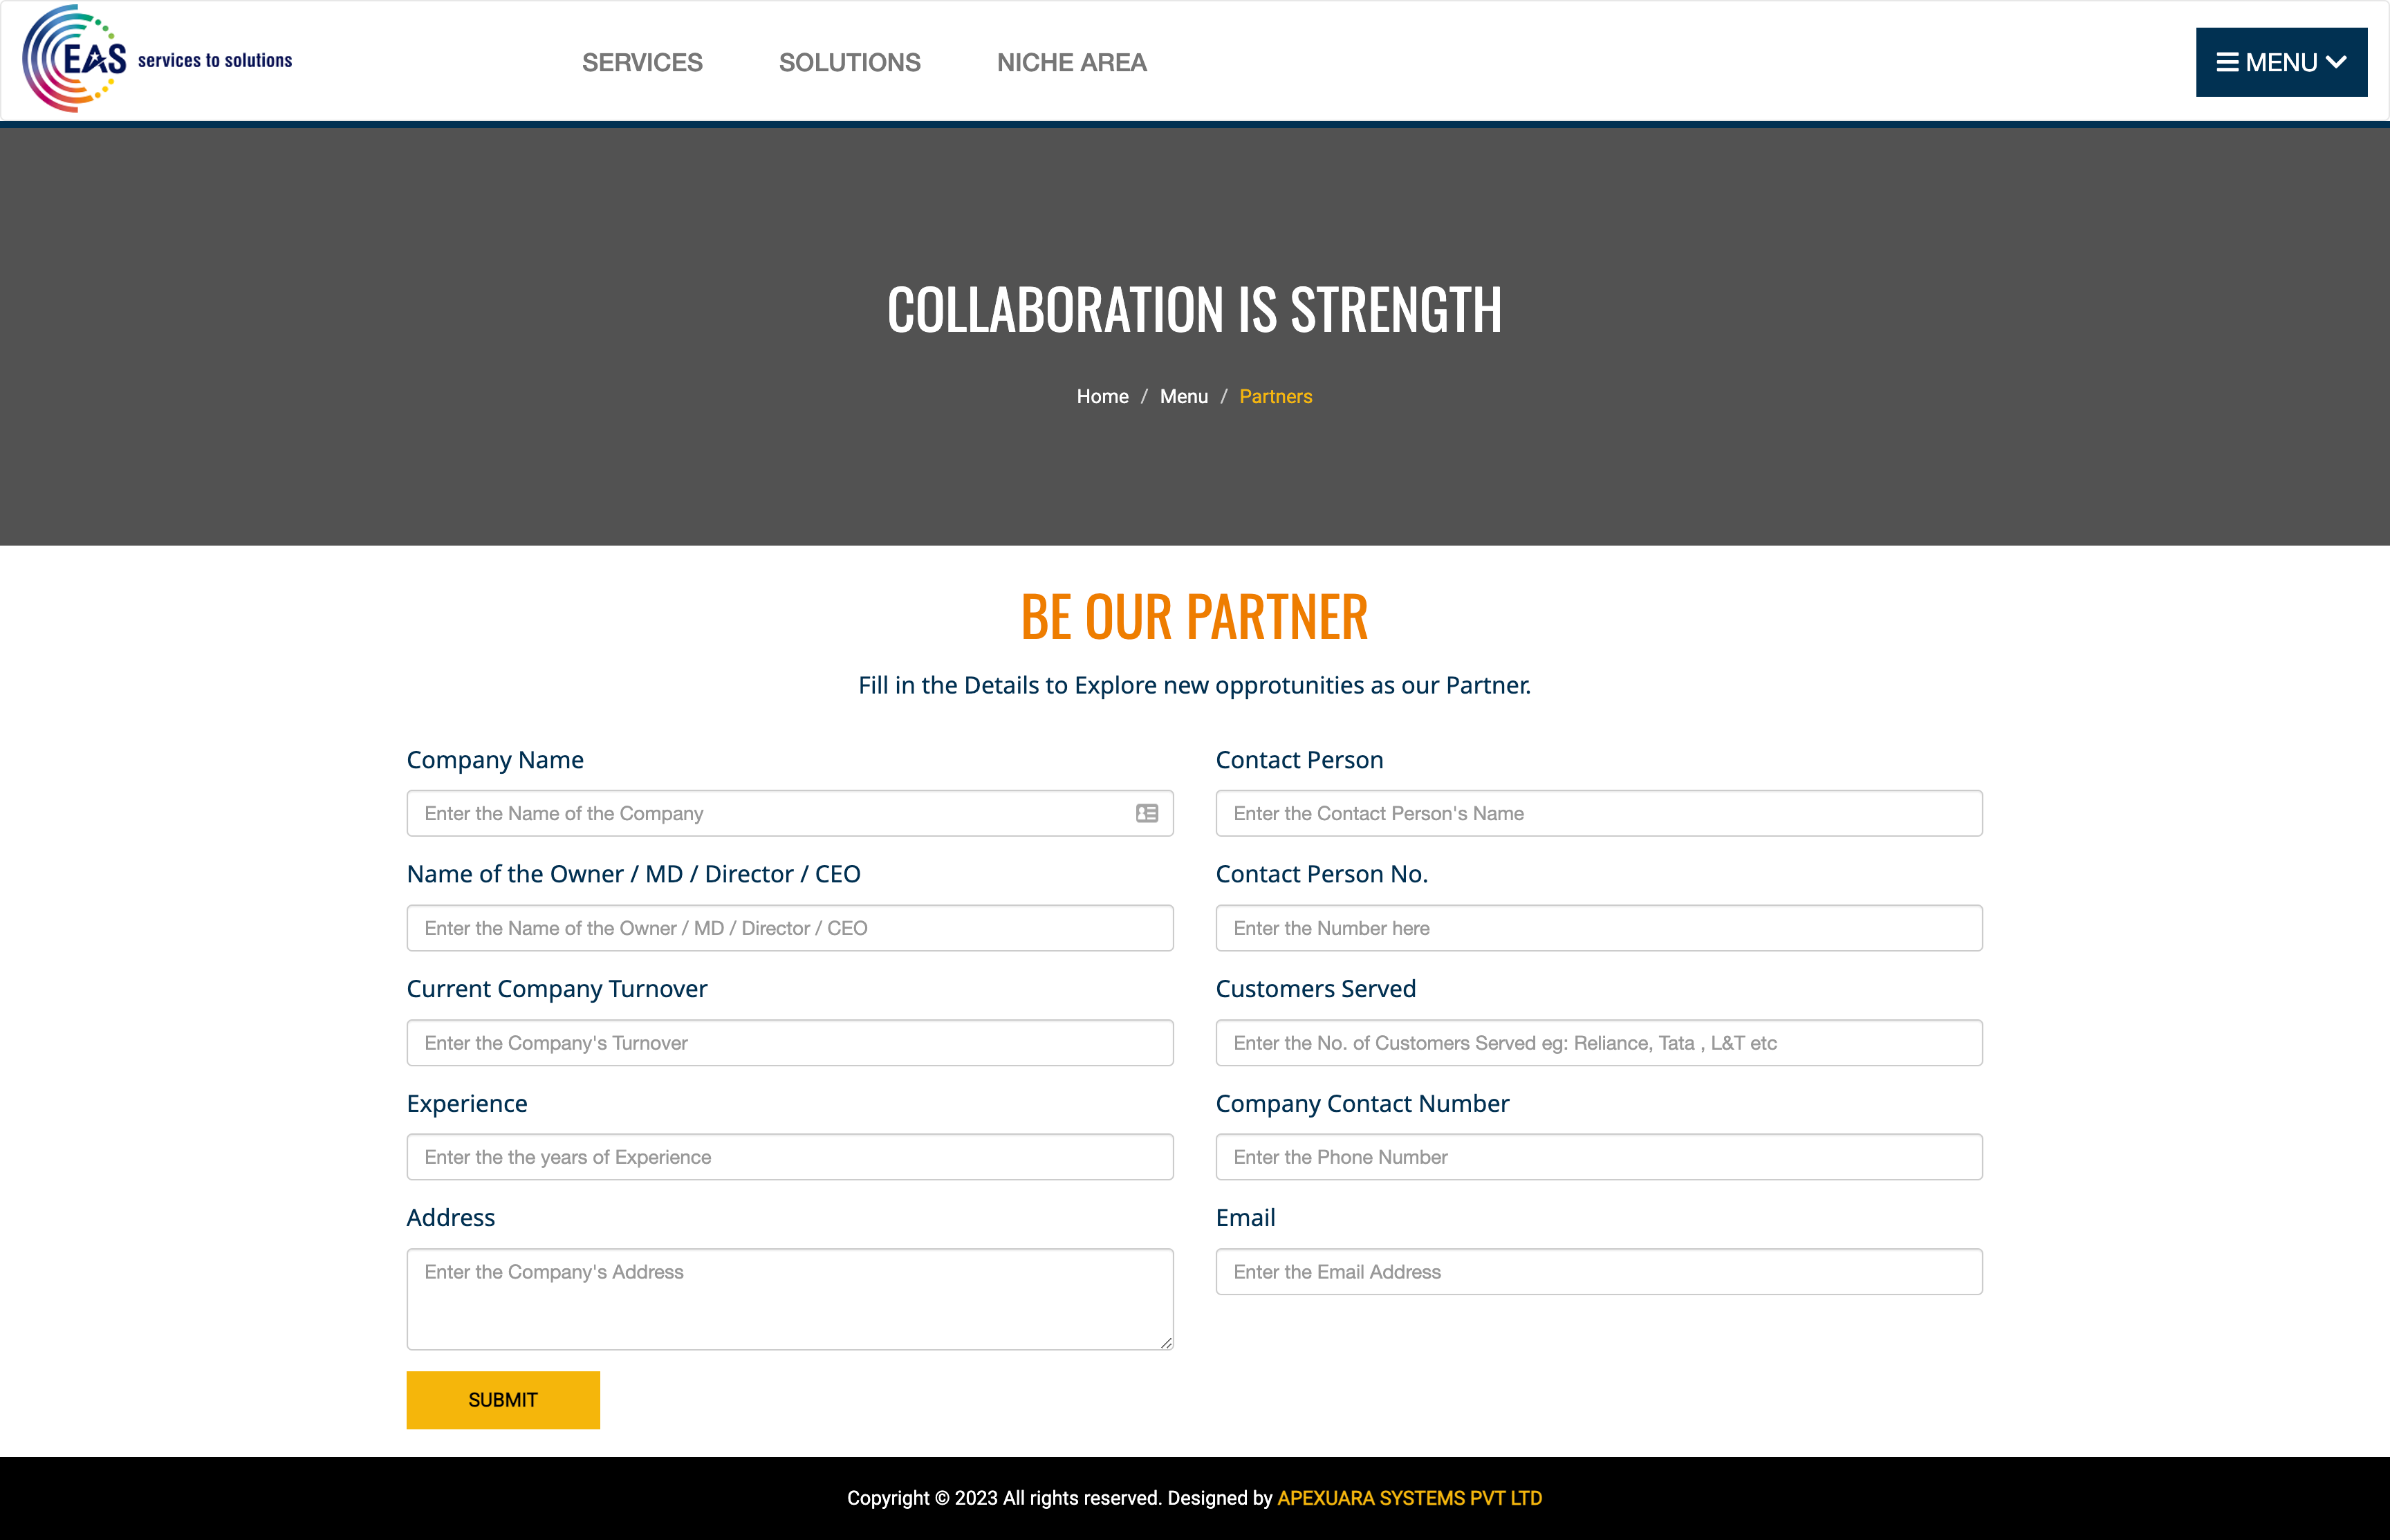 EAS services to solutions
SERVICES SOLUTIONS NICHE AREA
MENU
COLLABORATION IS STRENGTH
Home / Menu / Partners
BE OUR PARTNER
Fill in the Details to Explore new opprotunities as our Partner.
Company Name
Enter the Name of the Company
Contact Person
Enter the Contact Person's Name
Name of the Owner / MD / Director / CEO
Enter the Name of the Owner / MD / Director / CEO
Contact Person No.
Enter the Number here
Current Company Turnover
Enter the Company's Turnover
Customers Served
Enter the No. of Customers Served eg: Reliance, Tata , L&T etc
Experience
Enter the the years of Experience
Company Contact Number
Enter the Phone Number
Address
Enter the Company's Address
Email
Enter the Email Address
SUBMIT
Copyright © 2023 All rights reserved. Designed by APEXUARA SYSTEMS PVT LTD